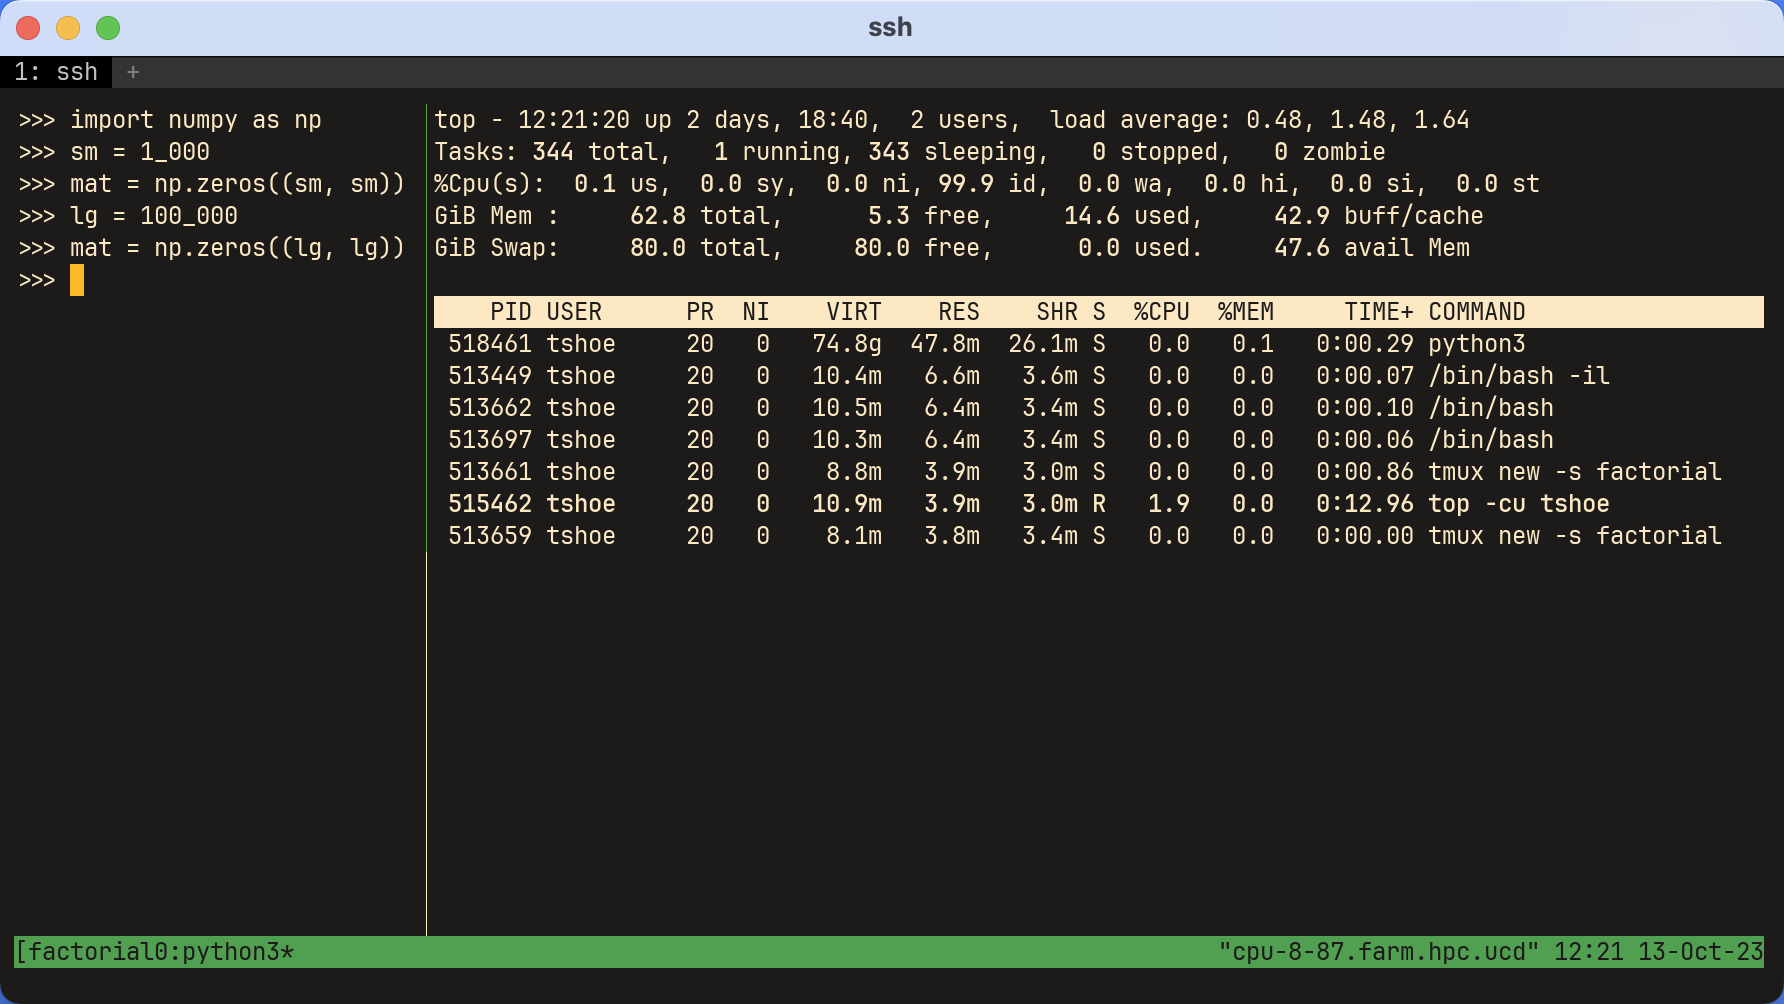 ssh
1: ssh +
>>> import numpy as np
>>> sm = 1_000
>>> mat = np.zeros((sm, sm))
>>> lg = 100_000
>>> mat = np.zeros((lg, lg))
>>>
top - 12:21:20 up 2 days, 18:40,  2 users,  load average: 0.48, 1.48, 1.64
Tasks: 344 total,   1 running, 343 sleeping,   0 stopped,   0 zombie
%Cpu(s):  0.1 us,  0.0 sy,  0.0 ni, 99.9 id,  0.0 wa,  0.0 hi,  0.0 si,  0.0 st
GiB Mem :     62.8 total,      5.3 free,     14.6 used,     42.9 buff/cache
GiB Swap:     80.0 total,     80.0 free,      0.0 used.     47.6 avail Mem
PID USER      PR  NI    VIRT    RES    SHR S  %CPU  %MEM     TIME+ COMMAND
518461 tshoe     20   0   74.8g  47.8m  26.1m S   0.0   0.1   0:00.29 python3
513449 tshoe     20   0   10.4m   6.6m   3.6m S   0.0   0.0   0:00.07 /bin/bash -il
513662 tshoe     20   0   10.5m   6.4m   3.4m S   0.0   0.0   0:00.10 /bin/bash
513697 tshoe     20   0   10.3m   6.4m   3.4m S   0.0   0.0   0:00.06 /bin/bash
513661 tshoe     20   0    8.8m   3.9m   3.0m S   0.0   0.0   0:00.86 tmux new -s factorial
515462 tshoe     20   0   10.9m   3.9m   3.0m R   1.9   0.0   0:12.96 top -cu tshoe
513659 tshoe     20   0    8.1m   3.8m   3.4m S   0.0   0.0   0:00.00 tmux new -s factorial
[factorial0:python3* "cpu-8-87.farm.hpc.ucd" 12:21 13-Oct-23